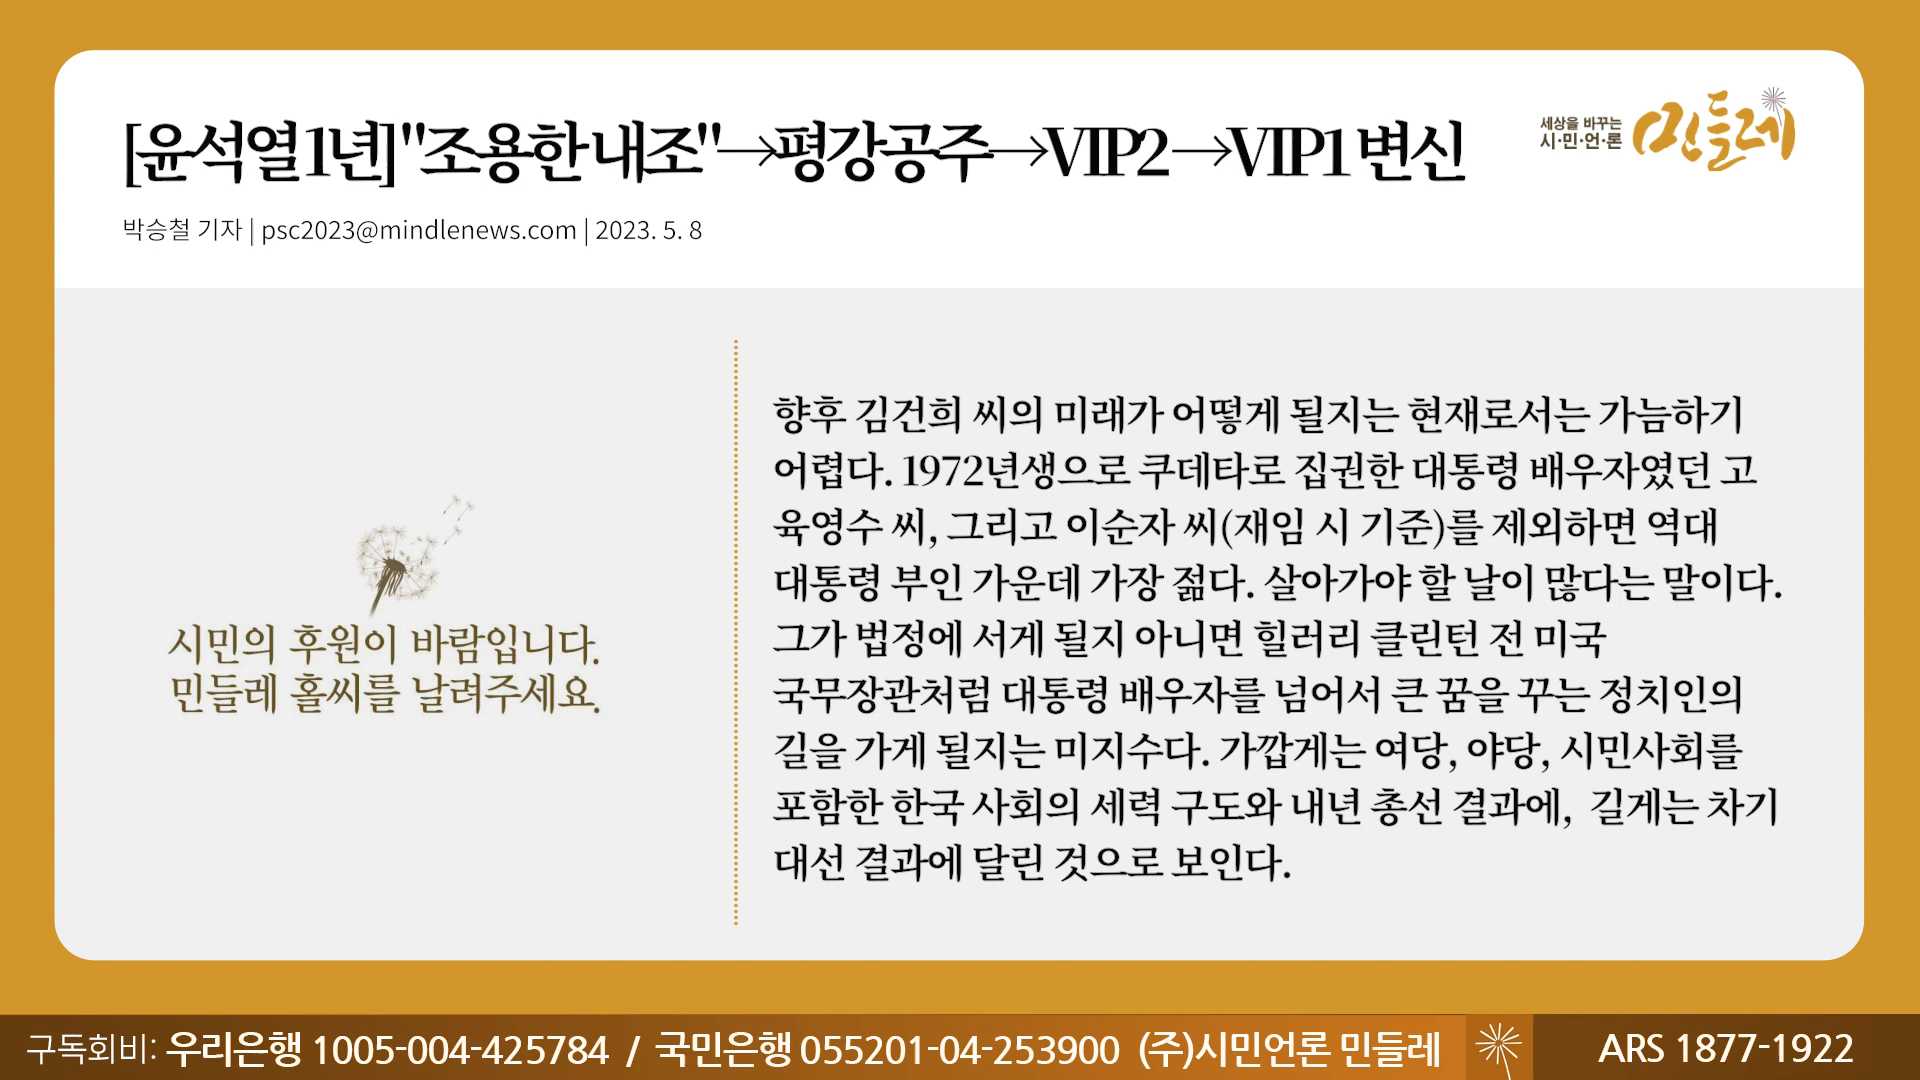 [윤석열 1년] "조용한 내조"→평강공주→VIP2→VIP1 변신
세상을 바꾸는
시·민·언·론
민들레
박승철 기자 | psc2023@mindlenews.com | 2023. 5. 8
시민의 후원이 바람입니다.
민들레 홀씨를 날려주세요.
향후 김건희 씨의 미래가 어떻게 될지는 현재로서는 가늠하기
어렵다. 1972년생으로 쿠데타로 집권한 대통령 배우자였던 고
육영수 씨, 그리고 이순자 씨(재임 시 기준)를 제외하면 역대
대통령 부인 가운데 가장 젊다. 살아가야 할 날이 많다는 말이다.
그가 법정에 서게 될지 아니면 힐러리 클린턴 전 미국
국무장관처럼 대통령 배우자를 넘어서 큰 꿈을 꾸는 정치인의
길을 가게 될지는 미지수다. 가깝게는 여당, 야당, 시민사회를
포함한 한국 사회의 세력 구도와 내년 총선 결과에, 길게는 차기
대선 결과에 달린 것으로 보인다.
구독회비: 우리은행 1005-004-425784 / 국민은행 055201-04-253900 (주)시민언론 민들레
ARS 1877-1922